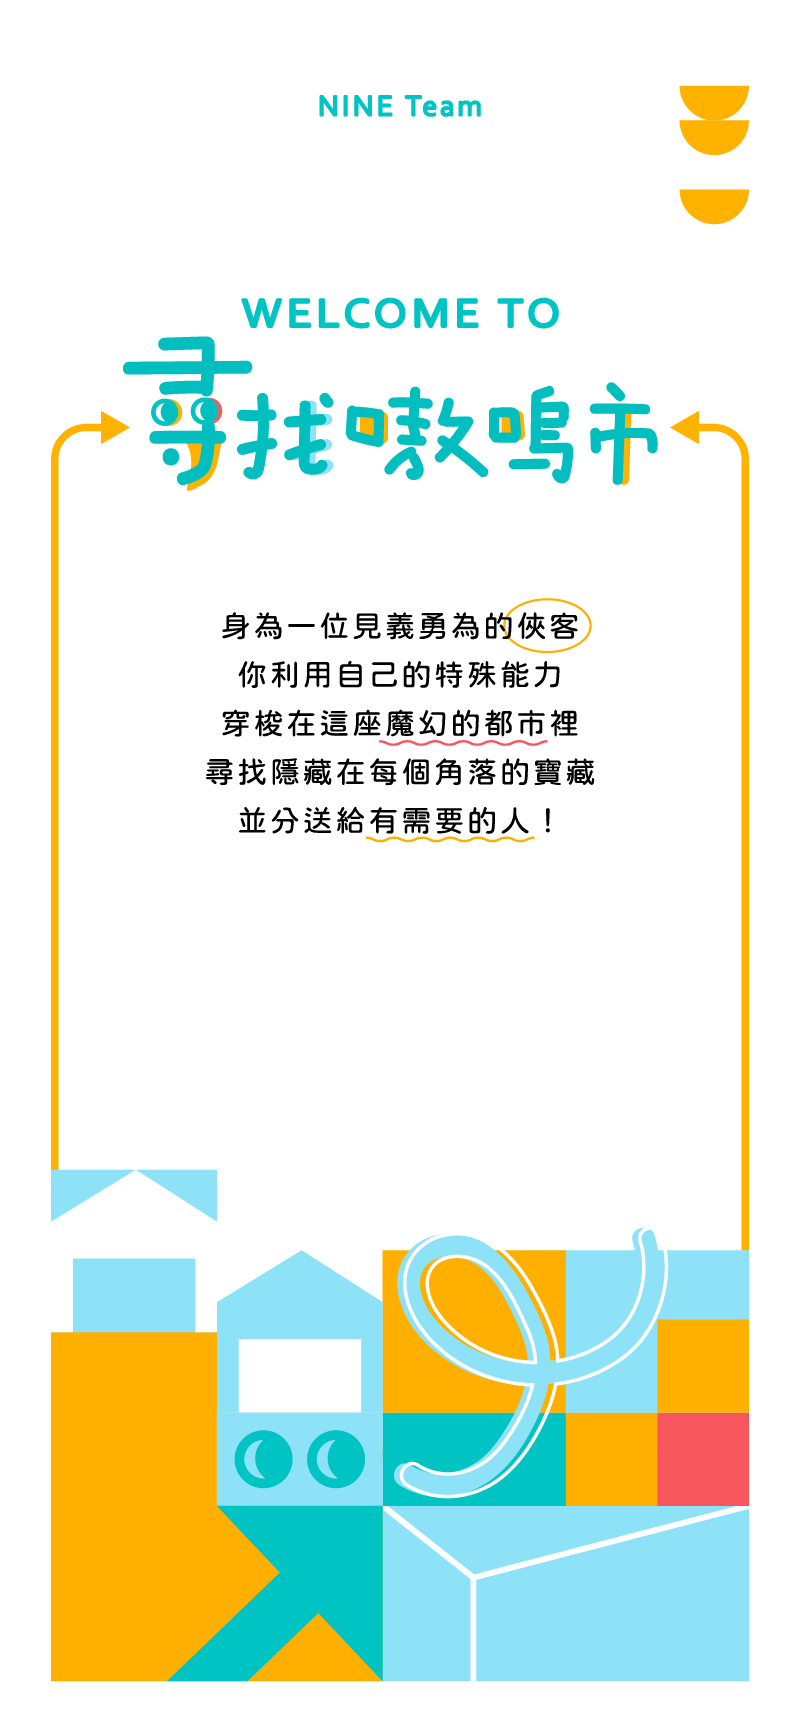 NINE Team
WELCOME TO
尋找嗷嗚市
身為一位見義勇為的俠客
你利用自己的特殊能力
穿梭在這座魔幻的都市裡
尋找隱藏在每個角落的寶藏
並分送給有需要的人！